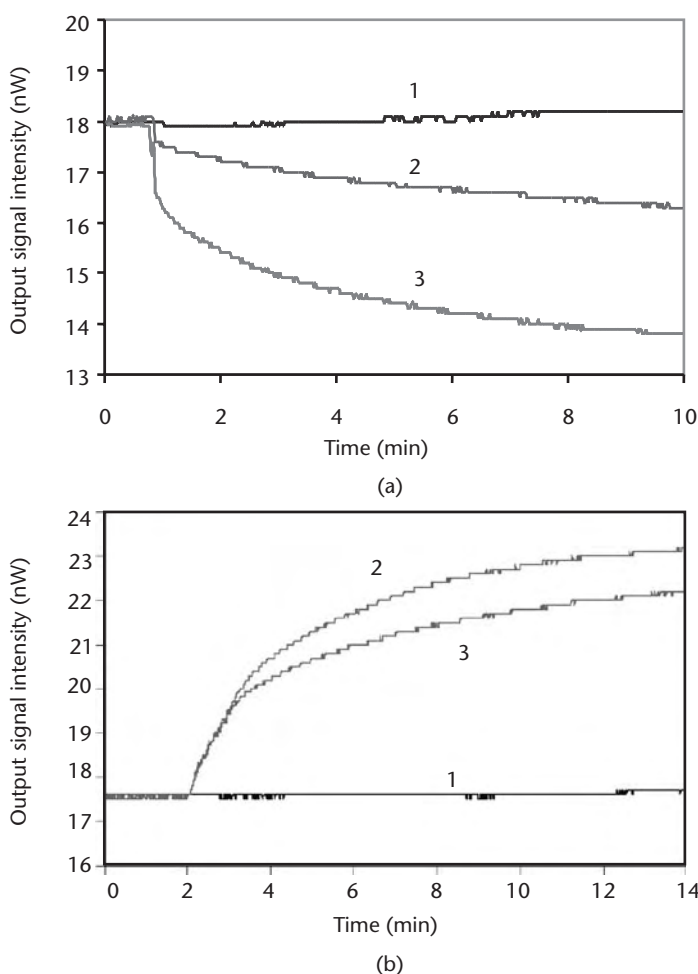 20
19
18
17
16
15
14
13
Output signal intensity (nW)
1
2
3
0 2 4 6 8 10
Time (min)
(a)
24
23
22
21
20
19
18
17
16
Output signal intensity (nW)
2
3
1
0 2 4 6 8 10 12 14
Time (min)
(b)